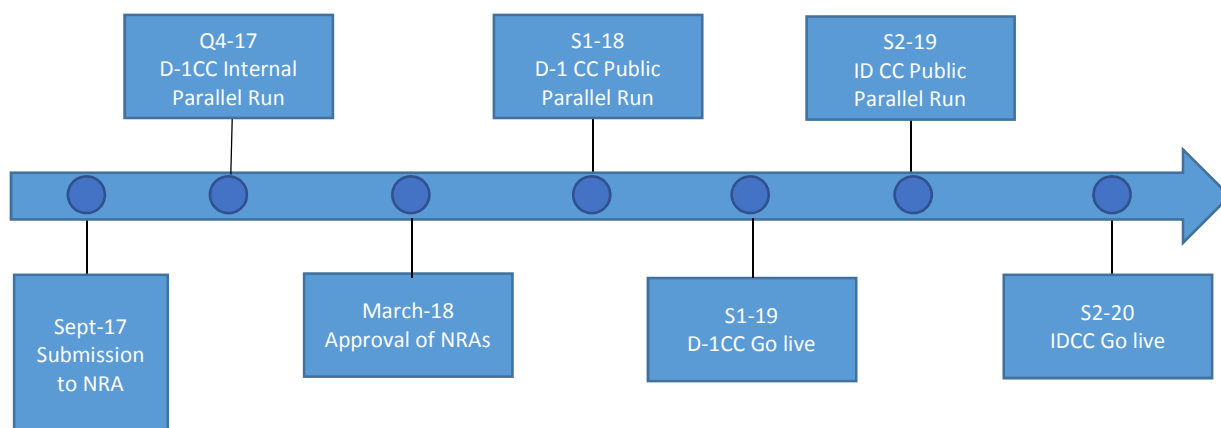 Q4-17
D-1CC Internal
Parallel Run
S1-18
D-1 CC Public
Parallel Run
S2-19
ID CC Public
Parallel Run
Sept-17
Submission
to NRA
March-18
Approval of NRAs
S1-19
D-1CC Go live
S2-20
IDCC Go live